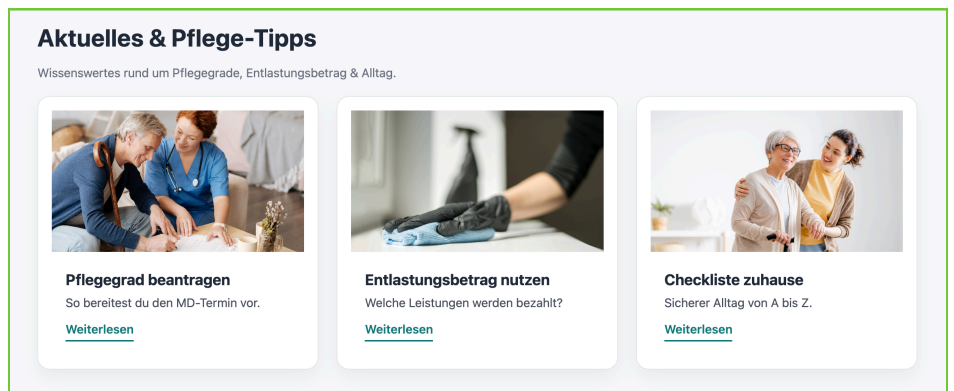 Aktuelles & Pflege-Tipps
Wissenswertes rund um Pflegegrade, Entlastungsbetrag & Alltag.
Pflegegrad beantragen
So bereitest du den MD-Termin vor.
Weiterlesen
Entlastungsbetrag nutzen
Welche Leistungen werden bezahlt?
Weiterlesen
Checkliste zuhause
Sicherer Alltag von A bis Z.
Weiterlesen